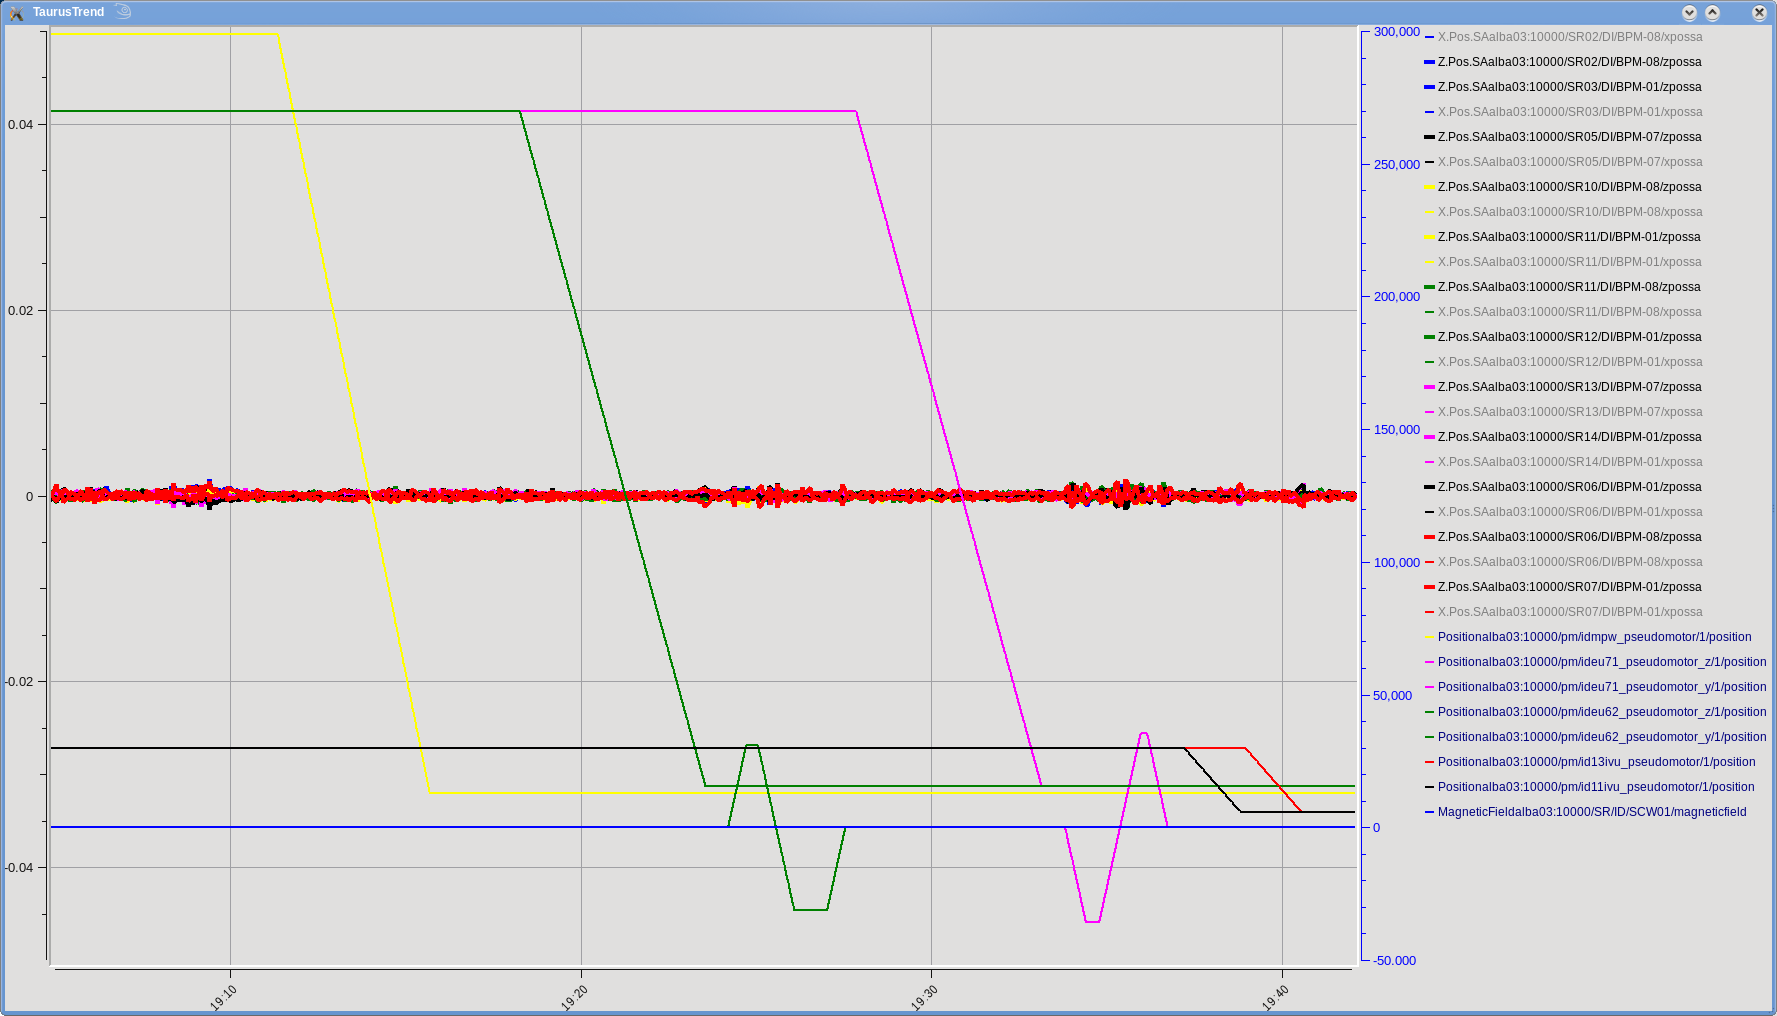 TaurusTrend
0.04
0.02
0
-0.02
-0.04
300,000
250,000
200,000
150,000
100,000
50,000
0
-50.000
19:10
19:20
19:30
19:40
X.Pos.SAalba03:10000/SR02/DI/BPM-08/xpossa
Z.Pos.SAalba03:10000/SR02/DI/BPM-08/zpossa
Z.Pos.SAalba03:10000/SR03/DI/BPM-01/zpossa
X.Pos.SAalba03:10000/SR03/DI/BPM-01/xpossa
Z.Pos.SAalba03:10000/SR05/DI/BPM-07/zpossa
X.Pos.SAalba03:10000/SR05/DI/BPM-07/xpossa
Z.Pos.SAalba03:10000/SR10/DI/BPM-08/zpossa
X.Pos.SAalba03:10000/SR10/DI/BPM-08/xpossa
Z.Pos.SAalba03:10000/SR11/DI/BPM-01/zpossa
X.Pos.SAalba03:10000/SR11/DI/BPM-01/xpossa
Z.Pos.SAalba03:10000/SR11/DI/BPM-08/zpossa
X.Pos.SAalba03:10000/SR11/DI/BPM-08/xpossa
Z.Pos.SAalba03:10000/SR12/DI/BPM-01/zpossa
X.Pos.SAalba03:10000/SR12/DI/BPM-01/xpossa
Z.Pos.SAalba03:10000/SR13/DI/BPM-07/zpossa
X.Pos.SAalba03:10000/SR13/DI/BPM-07/xpossa
Z.Pos.SAalba03:10000/SR14/DI/BPM-01/zpossa
X.Pos.SAalba03:10000/SR14/DI/BPM-01/xpossa
Z.Pos.SAalba03:10000/SR06/DI/BPM-01/zpossa
X.Pos.SAalba03:10000/SR06/DI/BPM-01/xpossa
Z.Pos.SAalba03:10000/SR06/DI/BPM-08/zpossa
X.Pos.SAalba03:10000/SR06/DI/BPM-08/xpossa
Z.Pos.SAalba03:10000/SR07/DI/BPM-01/zpossa
X.Pos.SAalba03:10000/SR07/DI/BPM-01/xpossa
Positionalba03:10000/pm/idmpw_pseudomotor/1/position
Positionalba03:10000/pm/ideu71_pseudomotor_z/1/position
Positionalba03:10000/pm/ideu71_pseudomotor_y/1/position
Positionalba03:10000/pm/ideu62_pseudomotor_z/1/position
Positionalba03:10000/pm/ideu62_pseudomotor_y/1/position
Positionalba03:10000/pm/id13ivu_pseudomotor/1/position
Positionalba03:10000/pm/id11ivu_pseudomotor/1/position
MagneticFieldalba03:10000/SR/ID/SCW01/magneticfield